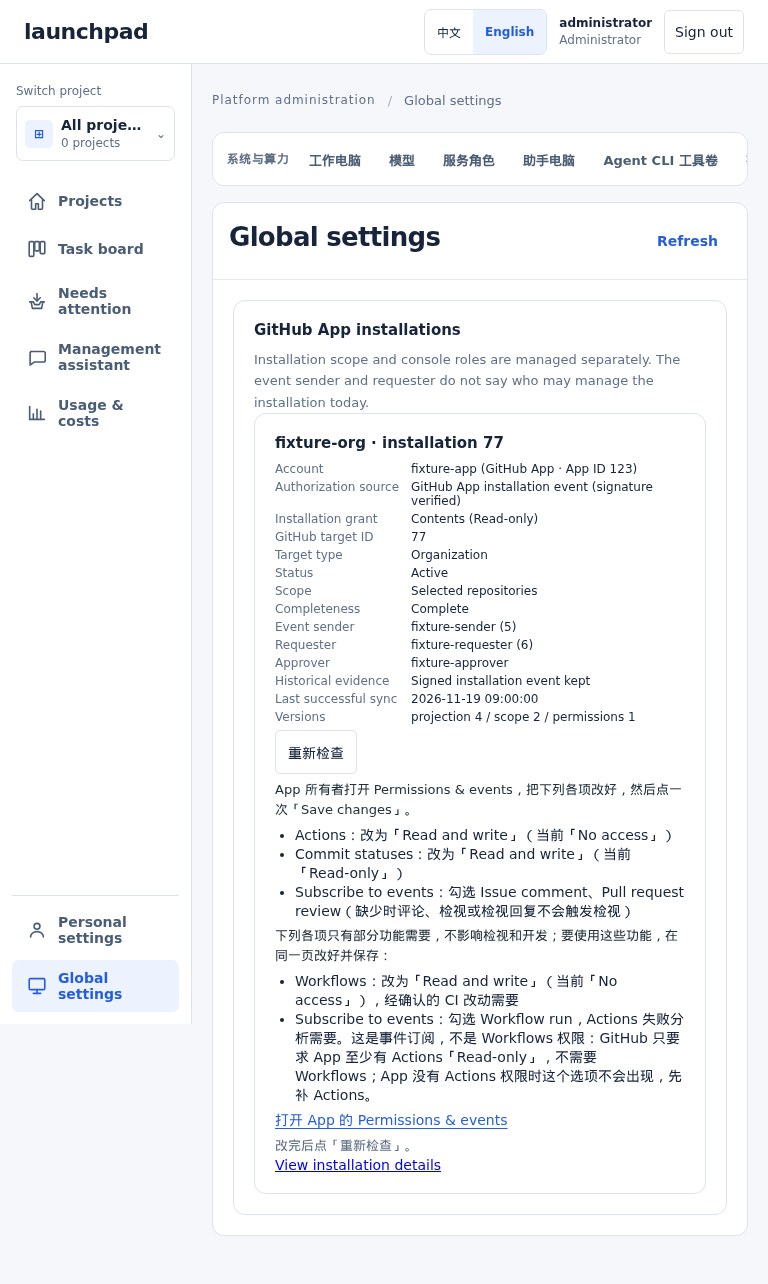 launchpad
中文
English
administrator
Administrator
Sign out
Switch project
All proje…
0 projects
Projects
Task board
Needs
attention
Management
assistant
Usage &
costs
Personal
settings
Global
settings
Platform administration / Global settings
系统与算力 工作电脑 模型 服务角色 助手电脑 Agent CLI 工具卷
Global settings
Refresh
GitHub App installations
Installation scope and console roles are managed separately. The
event sender and requester do not say who may manage the
installation today.
fixture-org · installation 77
Account fixture-app (GitHub App · App ID 123)
Authorization source GitHub App installation event (signature
verified)
Installation grant Contents (Read-only)
GitHub target ID 77
Target type Organization
Status Active
Scope Selected repositories
Completeness Complete
Event sender fixture-sender (5)
Requester fixture-requester (6)
Approver fixture-approver
Historical evidence Signed installation event kept
Last successful sync 2026-11-19 09:00:00
Versions projection 4 / scope 2 / permissions 1
重新检查
App 所有者打开 Permissions & events，把下列各项改好，然后点一
次「Save changes」。
• Actions：改为「Read and write」（当前「No access」）
• Commit statuses：改为「Read and write」（当前
「Read-only」）
• Subscribe to events：勾选 Issue comment、Pull request
review（缺少时评论、检视或检视回复不会触发检视）
下列各项只有部分功能需要，不影响检视和开发；要使用这些功能，在
同一页改好并保存：
• Workflows：改为「Read and write」（当前「No
access」），经确认的 CI 改动需要
• Subscribe to events：勾选 Workflow run，Actions 失败分
析需要。这是事件订阅，不是 Workflows 权限：GitHub 只要
求 App 至少有 Actions「Read-only」，不需要
Workflows；App 没有 Actions 权限时这个选项不会出现，先
补 Actions。
打开 App 的 Permissions & events
改完后点「重新检查」。
View installation details